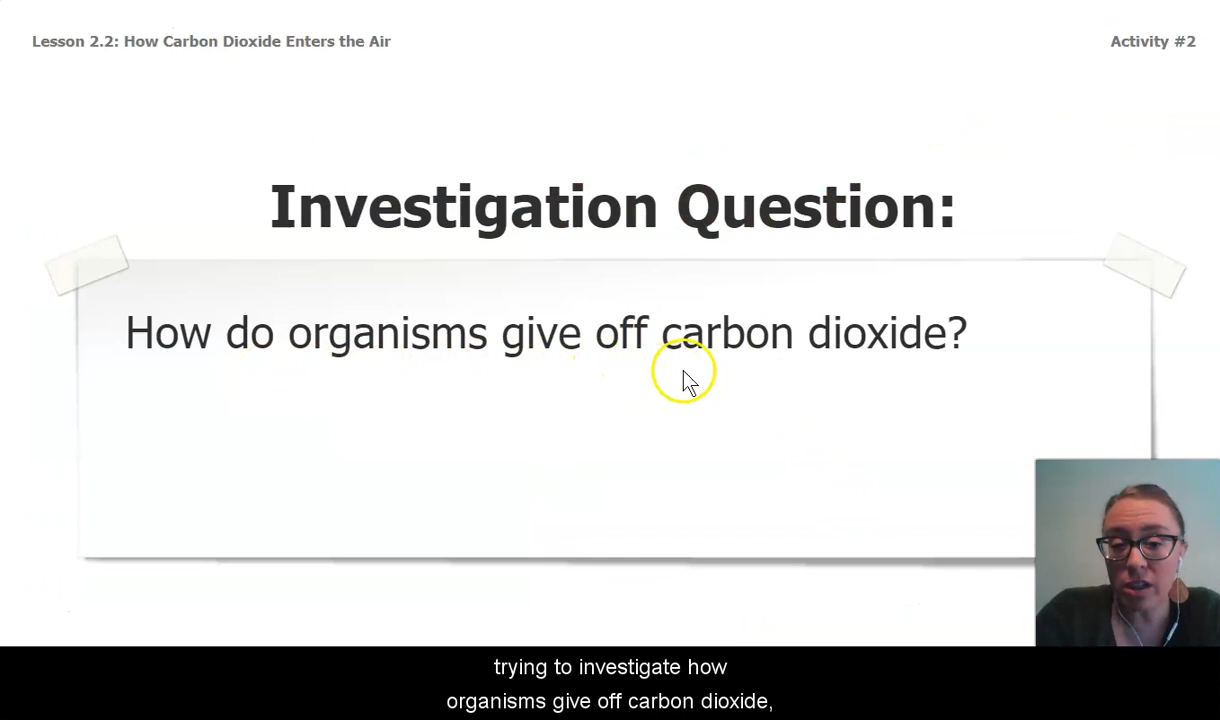 Lesson 2.2: How Carbon Dioxide Enters the Air
Activity #2
Investigation Question:
How do organisms give off carbon dioxide?
trying to investigate how
organisms give off carbon dioxide,